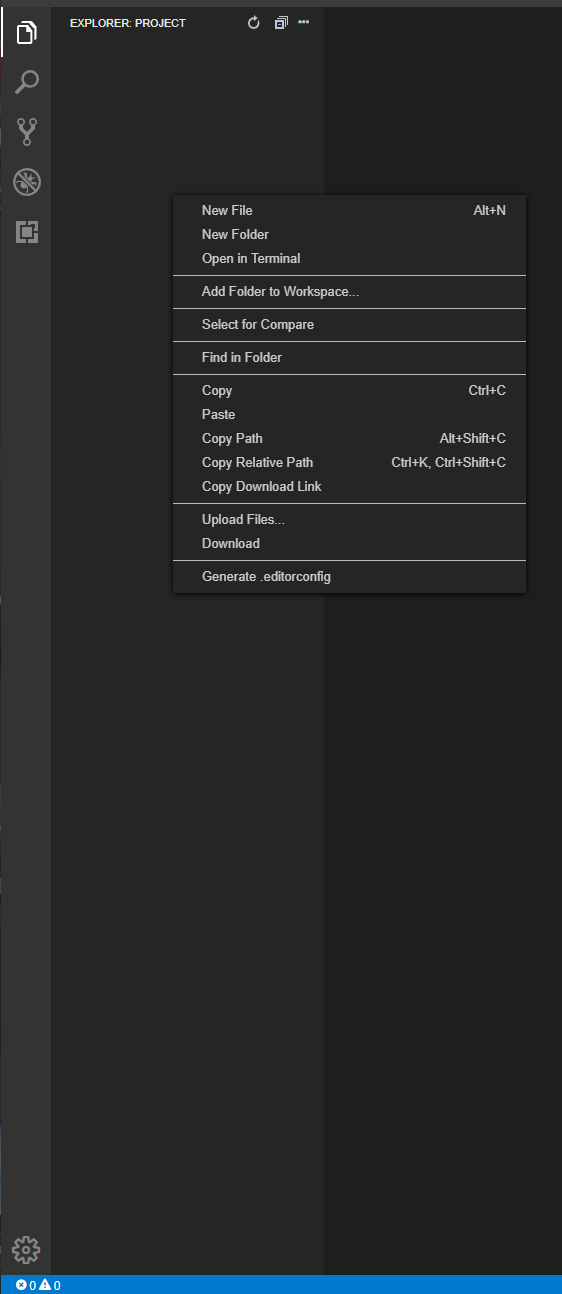 EXPLORER: PROJECT
New File Alt+N
New Folder
Open in Terminal
Add Folder to Workspace...
Select for Compare
Find in Folder
Copy Ctrl+C
Paste
Copy Path Alt+Shift+C
Copy Relative Path Ctrl+K, Ctrl+Shift+C
Copy Download Link
Upload Files...
Download
Generate .editorconfig
0 0